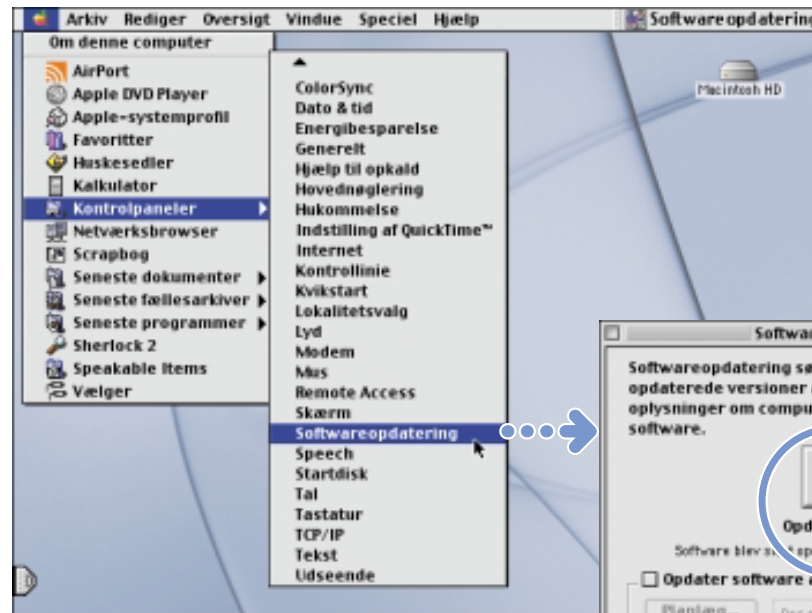 Arkiv Rediger Oversigt Vindue Speciel Hjælp
Softwareopdatering
Om denne computer
AirPort
Apple DVD Player
Apple-systemprofil
Favoritter
Huskesedler
Kalkulator
Kontrolpaneler
Netværksbrowser
Scrapbog
Seneste dokumenter
Seneste fællesarkiver
Seneste programmer
Sherlock 2
Speakable Items
Vælger
ColorSync
Dato & tid
Energibesparelse
Generelt
Hjælp til opkald
Hovednøglering
Hukommelse
Indstilling af QuickTime™
Internet
Kontrollinie
Kvikstart
Lokalitetsvalg
Lyd
Modem
Mus
Remote Access
Skærm
Softwareopdatering
Speech
Startdisk
Tal
Tastatur
TCP/IP
Tekst
Udseende
Macintosh HD
Softwar
Softwareopdatering sø
opdaterede versioner
oplysninger om compu
software.
Opd
Software blev
Opdater software a
Planlæg